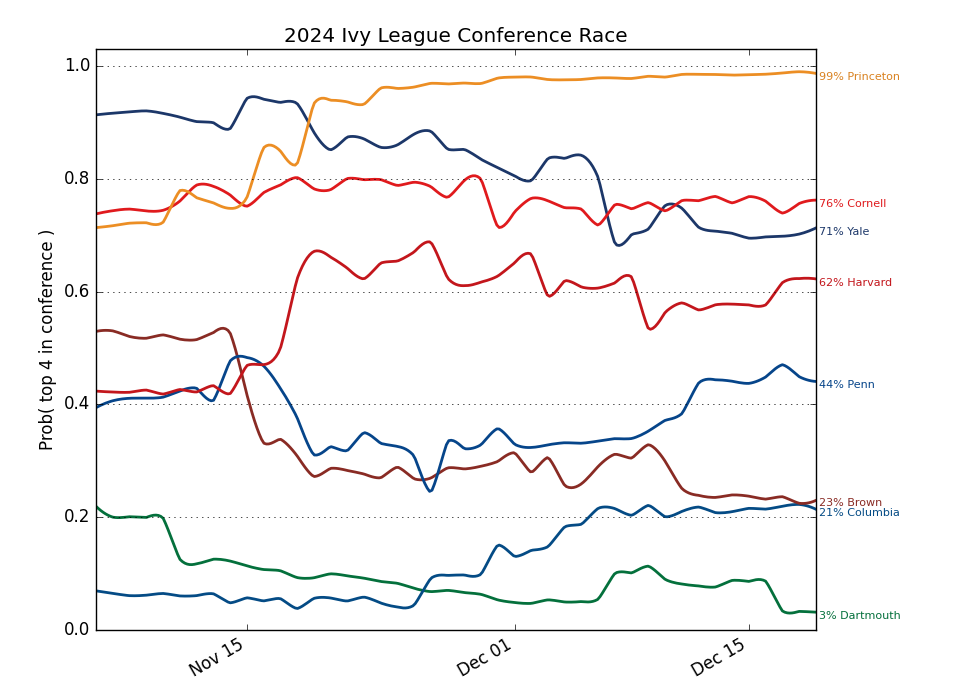 2024 Ivy League Conference Race
Prob( top 4 in conference )
1.0
0.8
0.6
0.4
0.2
0.0
Nov 15
Dec 01
Dec 15
99% Princeton
76% Cornell
71% Yale
62% Harvard
44% Penn
23% Brown
21% Columbia
3% Dartmouth